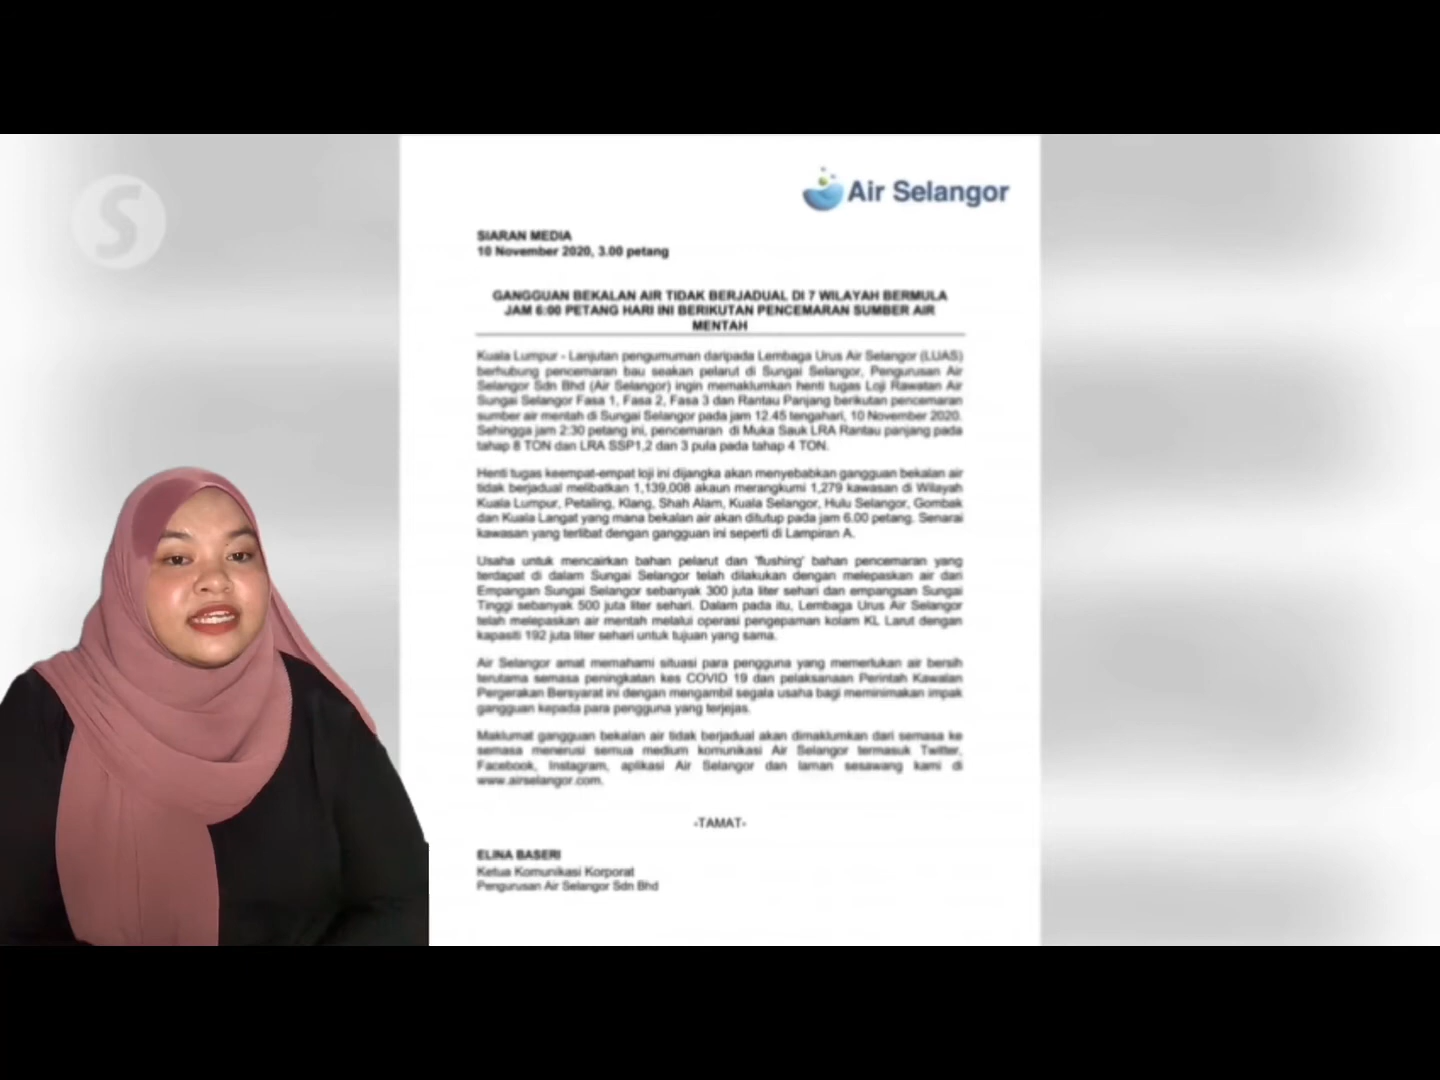 S
Air Selangor
SIARAN MEDIA
10 November 2020, 3.00 petang
GANGGUAN BEKALAN AIR TIDAK BERJADUAL DI 7 WILAYAH BERMULA
JAM 6:00 PETANG HARI INI BERIKUTAN PENCEMARAN SUMBER AIR
MENTAH
Kuala Lumpur - Lanjutan pengumuman daripada Lembaga Urus Air Selangor (LUAS)
berhubung pencemaran bau seakan pelarut di Sungai Selangor, Pengurusan Air
Selangor Sdn Bhd (Air Selangor) ingin memaklumkan henti tugas Loji Rawatan Air
Sungai Selangor Fasa 1, Fasa 2, Fasa 3 dan Rantau Panjang berikutan pencemaran
sumber air mentah di Sungai Selangor pada jam 12.45 tengahari, 10 November 2020.
Sehingga jam 2:30 petang ini, pencemaran di Muka Sauk LRA Rantau panjang pada
tahap 8 TON dan LRA SSP1,2 dan 3 pula pada tahap 4 TON.
Henti tugas keempat-empat loji ini dijangka akan menyebabkan gangguan bekalan air
tidak berjadual melibatkan 1,139,008 akaun merangkumi 1,279 kawasan di Wilayah
Kuala Lumpur, Petaling, Klang, Shah Alam, Kuala Selangor, Hulu Selangor, Gombak
dan Kuala Langat yang mana bekalan air akan ditutup pada jam 6.00 petang. Senarai
kawasan yang terlibat dengan gangguan ini seperti di Lampiran A.
Usaha untuk mencairkan bahan pelarut dan 'flushing' bahan pencemaran yang
terdapat di dalam Sungai Selangor telah dilakukan dengan melepaskan air dari
Empangan Sungai Selangor sebanyak 300 juta liter sehari dan empangsan Sungai
Tinggi sebanyak 500 juta liter sehari. Dalam pada itu, Lembaga Urus Air Selangor
telah melepaskan air mentah melalui operasi pengepaman kolam KL Larut dengan
kapasiti 192 juta liter sehari untuk tujuan yang sama.
Air Selangor amat memahami situasi para pengguna yang memerlukan air bersih
terutama semasa peningkatan kes COVID 19 dan pelaksanaan Perintah Kawalan
Pergerakan Bersyarat ini dengan mengambil segala usaha bagi meminimakan impak
gangguan kepada para pengguna yang terjejas.
Maklumat gangguan bekalan air tidak berjadual akan dimaklumkan dari semasa ke
semasa menerusi semua medium komunikasi Air Selangor termasuk Twitter,
Facebook, Instagram, aplikasi Air Selangor dan laman sesawang kami di
www.airselangor.com.
-TAMAT-
ELINA BASERI
Ketua Komunikasi Korporat
Pengurusan Air Selangor Sdn Bhd